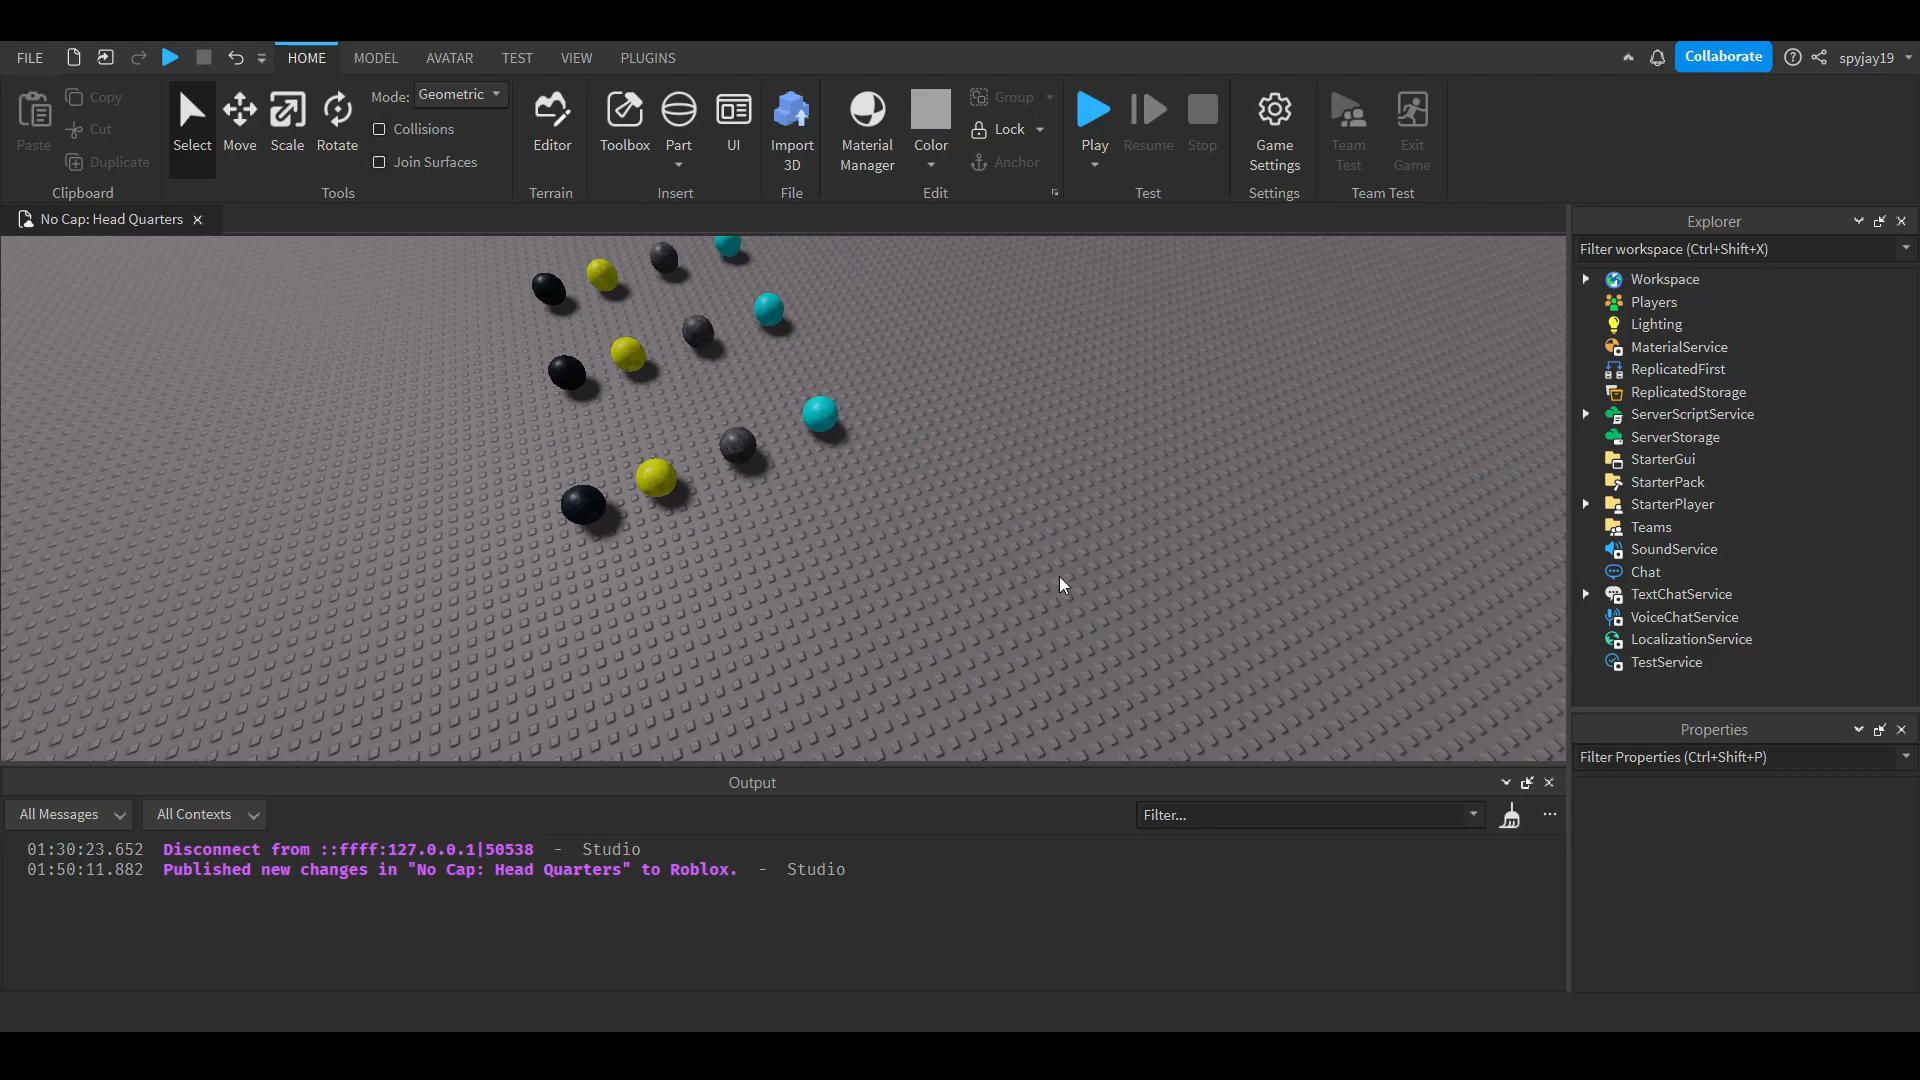 FILE HOME MODEL AVATAR TEST VIEW PLUGINS Collaborate spyjay19
Paste Copy Cut Duplicate
Clipboard
Select Move Scale Rotate
Mode: Geometric
Collisions
Join Surfaces
Tools
Editor
Terrain
Toolbox Part UI
Insert
Import
3D
File
Material
Manager
Color
Group
Lock
Anchor
Edit
Play Resume Stop
Test
Game
Settings
Settings
Team
Test
Exit
Game
Team Test
No Cap: Head Quarters
Explorer
Filter workspace (Ctrl+Shift+X)
Workspace
Players
Lighting
MaterialService
ReplicatedFirst
ReplicatedStorage
ServerScriptService
ServerStorage
StarterGui
StarterPack
StarterPlayer
Teams
SoundService
Chat
TextChatService
VoiceChatService
LocalizationService
TestService
Properties
Filter Properties (Ctrl+Shift+P)
Output
All Messages All Contexts Filter...
01:30:23.652 Disconnect from ::ffff:127.0.0.1|50538 - Studio
01:50:11.882 Published new changes in "No Cap: Head Quarters" to Roblox. - Studio